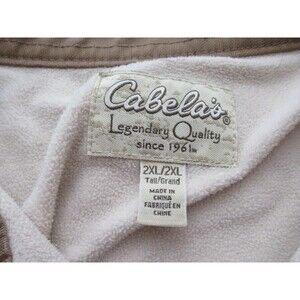 Cabela's®
Legendary Quality
since 1961™
2XL/2XL
Tall/Grand
MADE IN
CHINA
FABRIQUÉ EN
CHINE